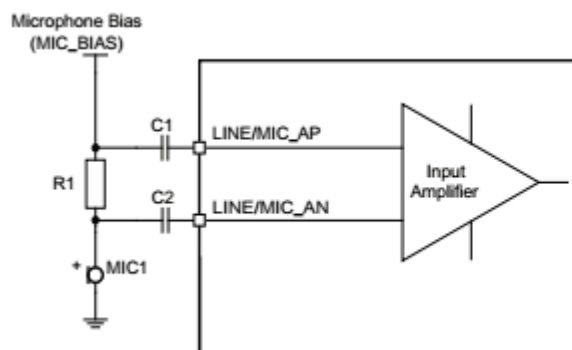 Microphone Bias
(MIC_BIAS)
C1
LINE/MIC_AP
R1
Input
Amplifier
C2
LINE/MIC_AN
+
MIC1